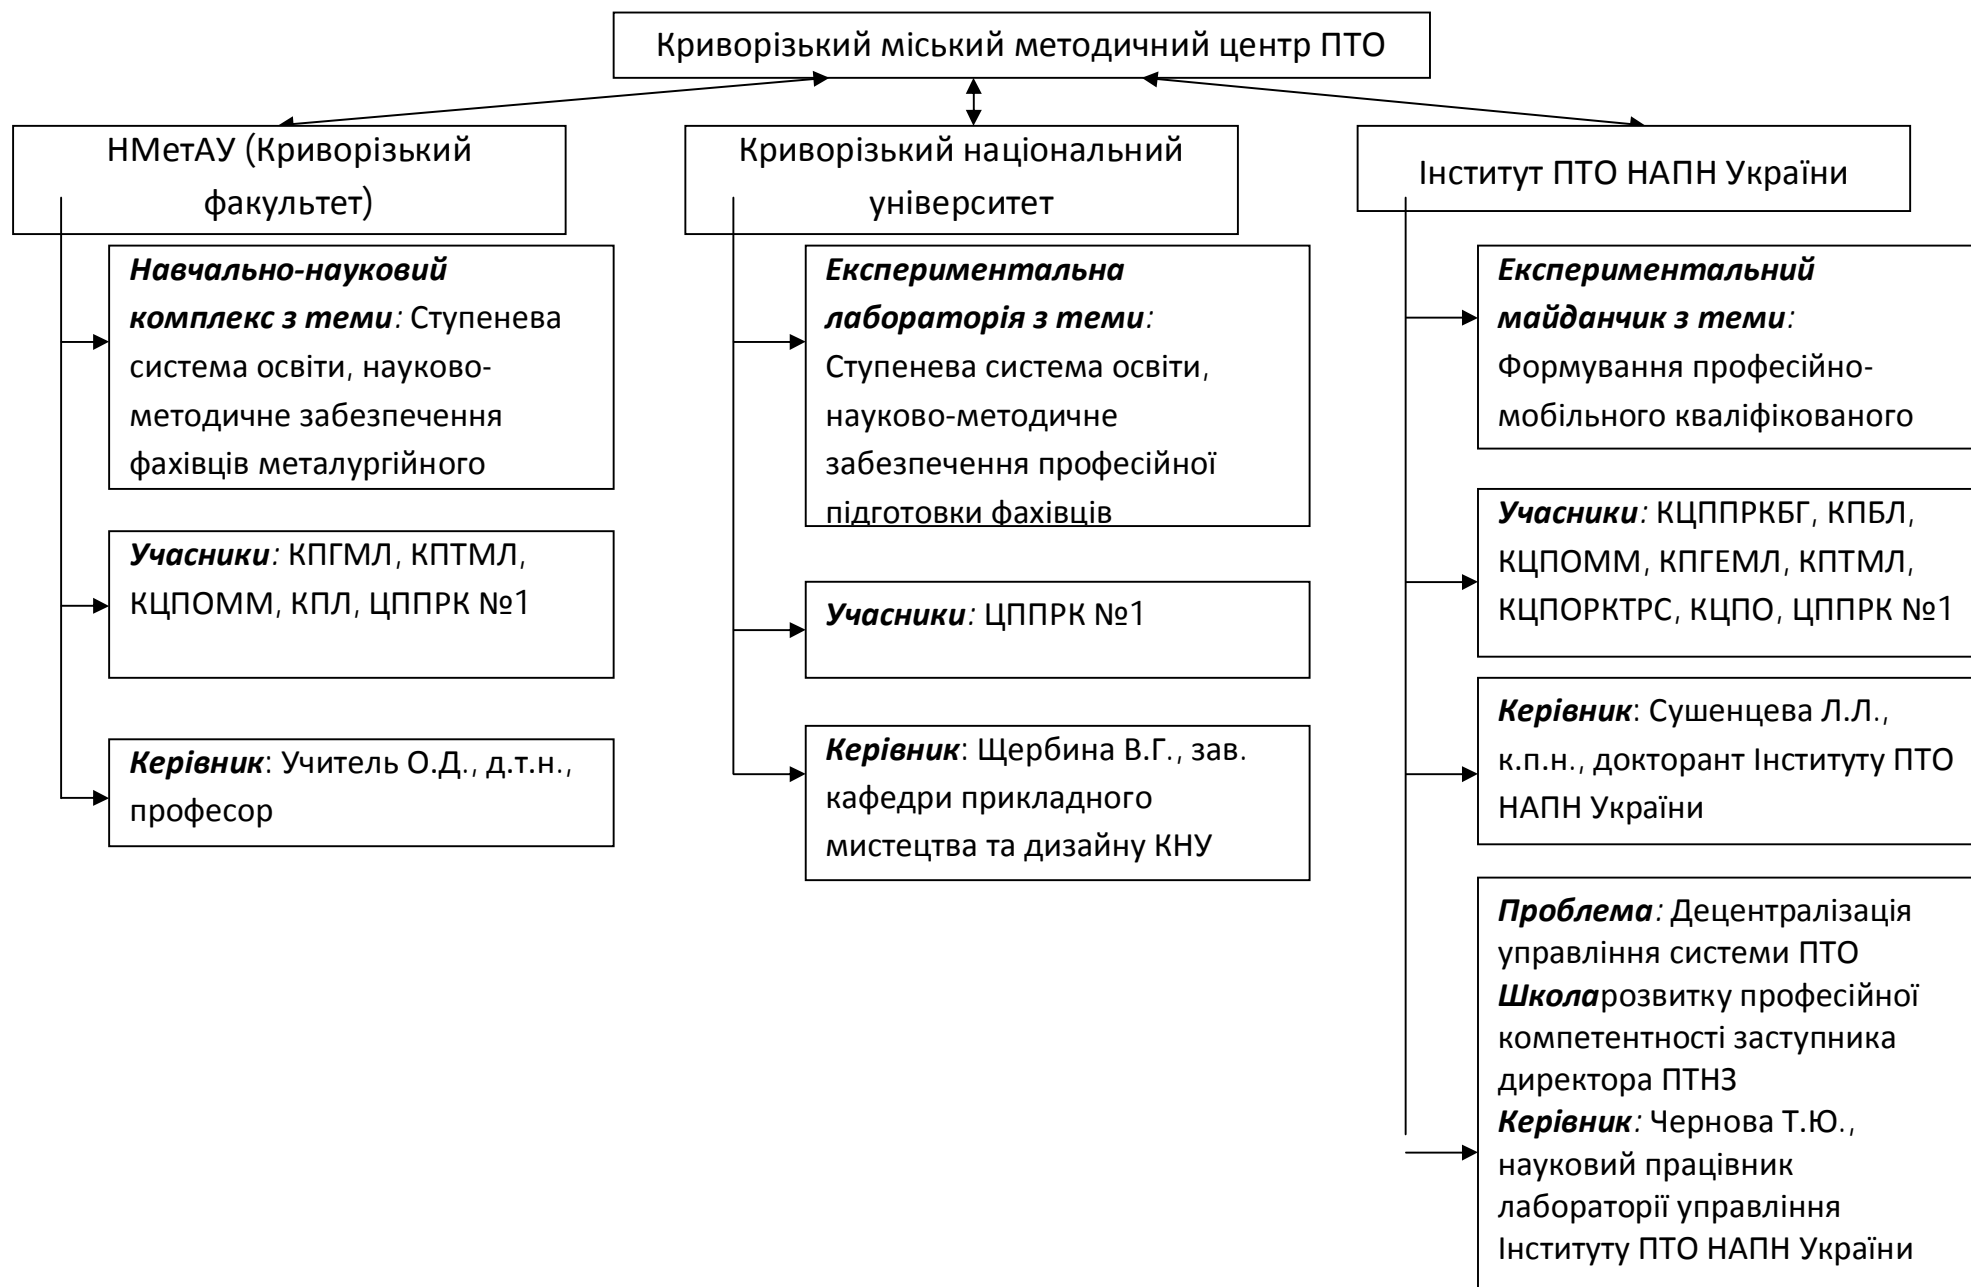 Криворізький міський методичний центр ПТО
НМетАУ (Криворізький
факультет)
Навчально-науковий
комплекс з теми: Ступенева
система освіти, науково-
методичне забезпечення
фахівців металургійного
Учасники: КПГМЛ, КПТМЛ,
КЦПОММ, КПЛ, ЦППРК №1
Керівник: Учитель О.Д., д.т.н.,
професор
Криворізький національний
університет
Експериментальна
лабораторія з теми:
Ступенева система освіти,
науково-методичне
забезпечення професійної
підготовки фахівців
Учасники: ЦППРК №1
Керівник: Щербина В.Г., зав.
кафедри прикладного
мистецтва та дизайну КНУ
Інститут ПТО НАПН України
Експериментальний
майданчик з теми:
Формування професійно-
мобільного кваліфікованого
Учасники: КЦППРКБГ, КПБЛ,
КЦПОММ, КПГЕМЛ, КПТМЛ,
КЦПОРКТРС, КЦПО, ЦППРК №1
Керівник: Сушенцева Л.Л.,
к.п.н., докторант Інституту ПТО
НАПН України
Проблема: Децентралізація
управління системи ПТО
Школарозвитку професійної
компетентності заступника
директора ПТНЗ
Керівник: Чернова Т.Ю.,
науковий працівник
лабораторії управління
Інституту ПТО НАПН України